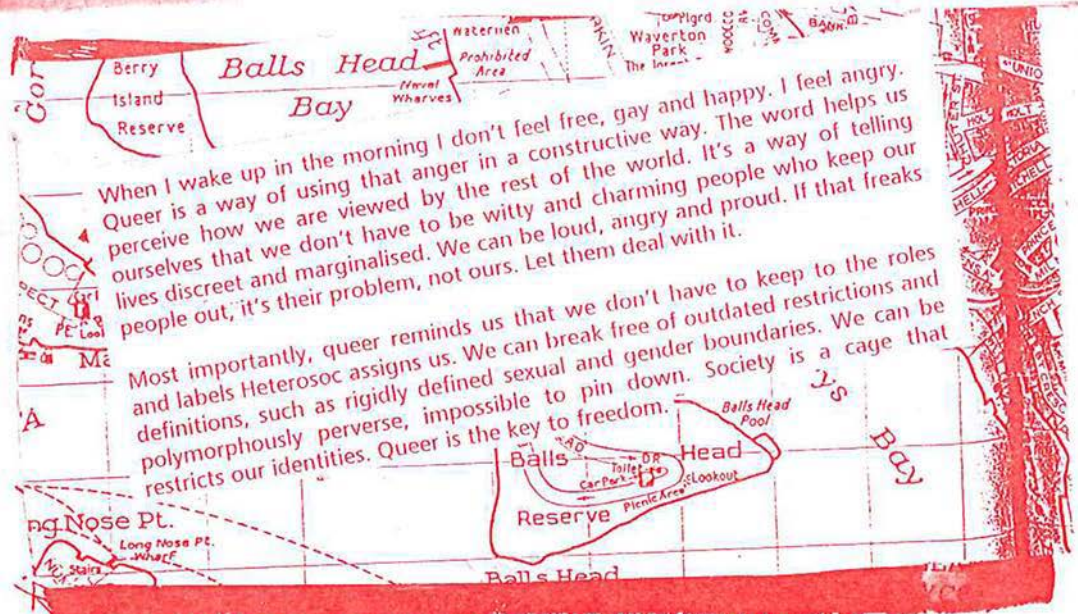 Berry
Island
Reserve
Balls Head
Bay
Naval
Wharves
Prohibited
Area
Waverton
Park
BANK
UNIO
When I wake up in the morning I don't feel free, gay and happy. I feel angry.
Queer is a way of using that anger in a constructive way. The word helps us
perceive how we are viewed by the rest of the world. It's a way of telling
ourselves that we don't have to be witty and charming people who keep our
lives discreet and marginalised. We can be loud, angry and proud. If that freaks
people out, it's their problem, not ours. Let them deal with it.
Most importantly, queer reminds us that we don't have to keep to the roles
and labels Heterosoc assigns us. We can break free of outdated restrictions and
definitions, such as rigidly defined sexual and gender boundaries. We can be
polymorphously perverse, impossible to pin down. Society is a cage that
restricts our identities. Queer is the key to freedom.
Balls Head
Pool
Bay
Balls Head
Toilet
Car Park
Lookout
Picnic Area
Reserve
ng Nose Pt.
Long Nose Pt.
Wharf
Stairs
Balls Head